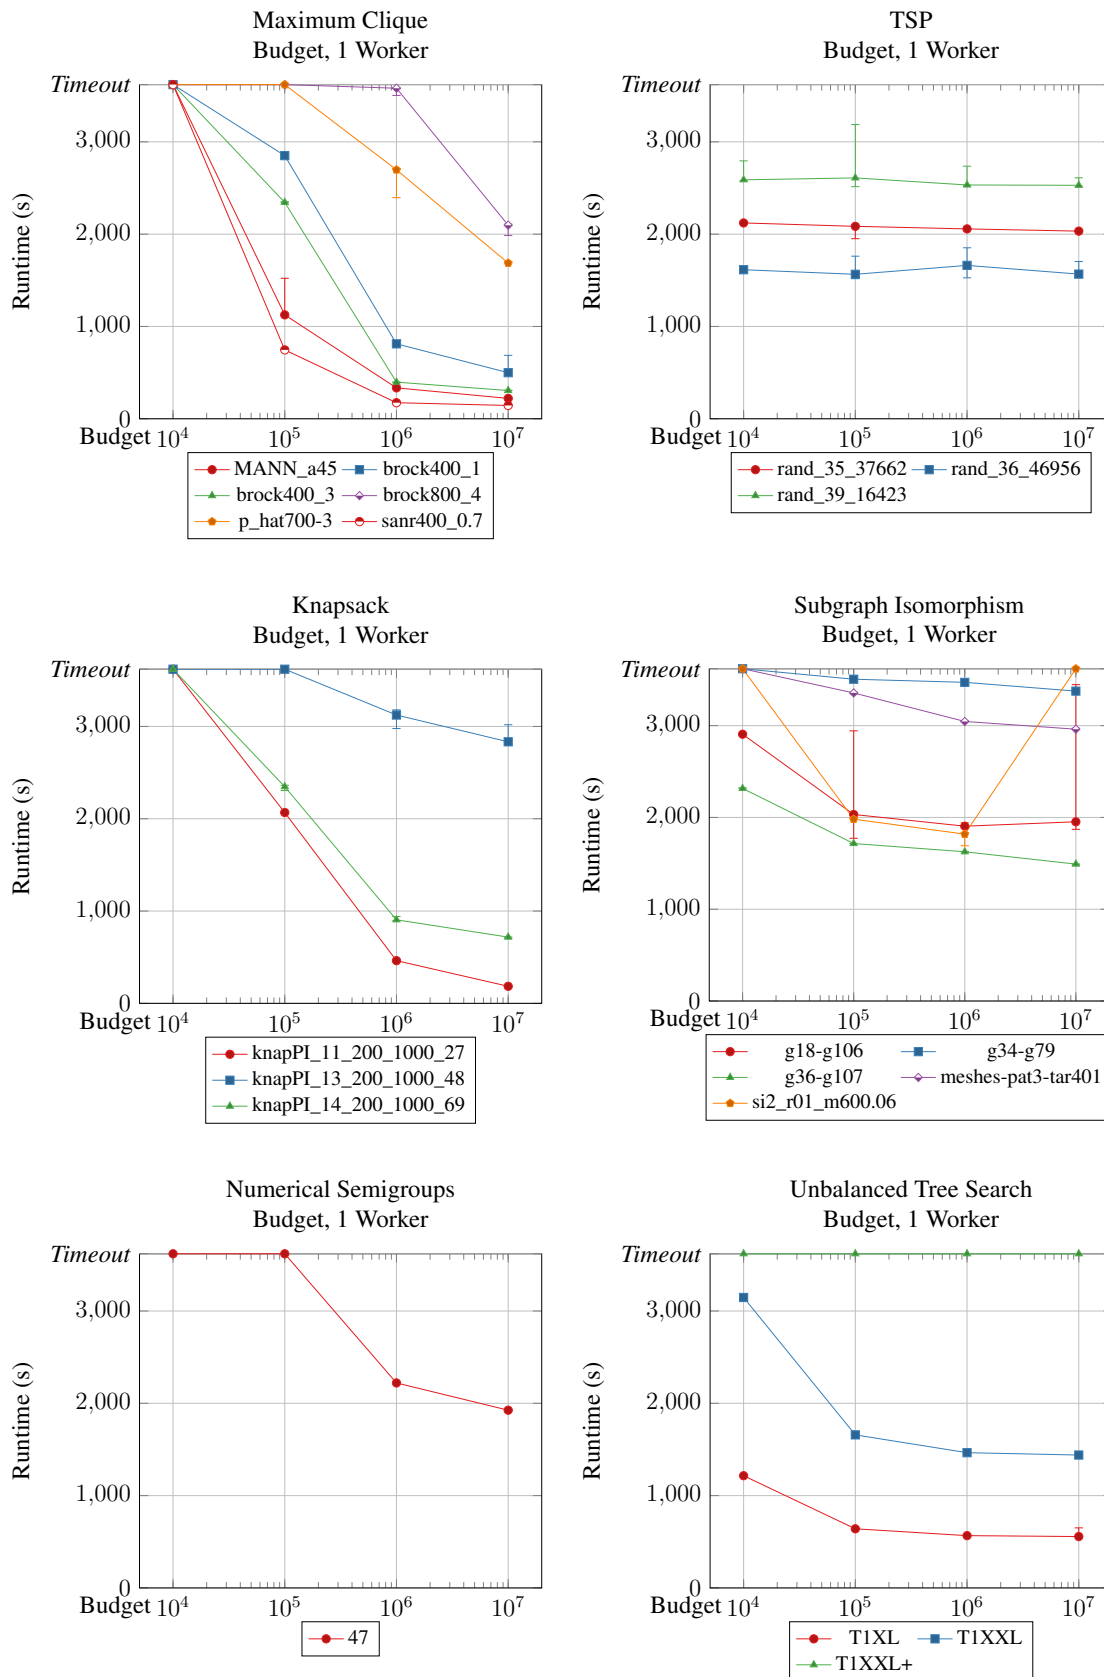 Maximum Clique
Budget, 1 Worker
Timeout
3,000
2,000
1,000
0
Runtime (s)
Budget 10^4 10^5 10^6 10^7
MANN_a45 brock400_1
brock400_3 brock800_4
p_hat700-3 sanr400_0.7
TSP
Budget, 1 Worker
Timeout
3,000
2,000
1,000
0
Runtime (s)
Budget 10^4 10^5 10^6 10^7
rand_35_37662 rand_36_46956
rand_39_16423
Knapsack
Budget, 1 Worker
Timeout
3,000
2,000
1,000
0
Runtime (s)
Budget 10^4 10^5 10^6 10^7
knapPI_11_200_1000_27
knapPI_13_200_1000_48
knapPI_14_200_1000_69
Subgraph Isomorphism
Budget, 1 Worker
Timeout
3,000
2,000
1,000
0
Runtime (s)
Budget 10^4 10^5 10^6 10^7
g18-g106 g34-g79
g36-g107 meshes-pat3-tar401
si2_r01_m600.06
Numerical Semigroups
Budget, 1 Worker
Timeout
3,000
2,000
1,000
0
Runtime (s)
Budget 10^4 10^5 10^6 10^7
47
Unbalanced Tree Search
Budget, 1 Worker
Timeout
3,000
2,000
1,000
0
Runtime (s)
Budget 10^4 10^5 10^6 10^7
T1XL T1XXL
T1XXL+